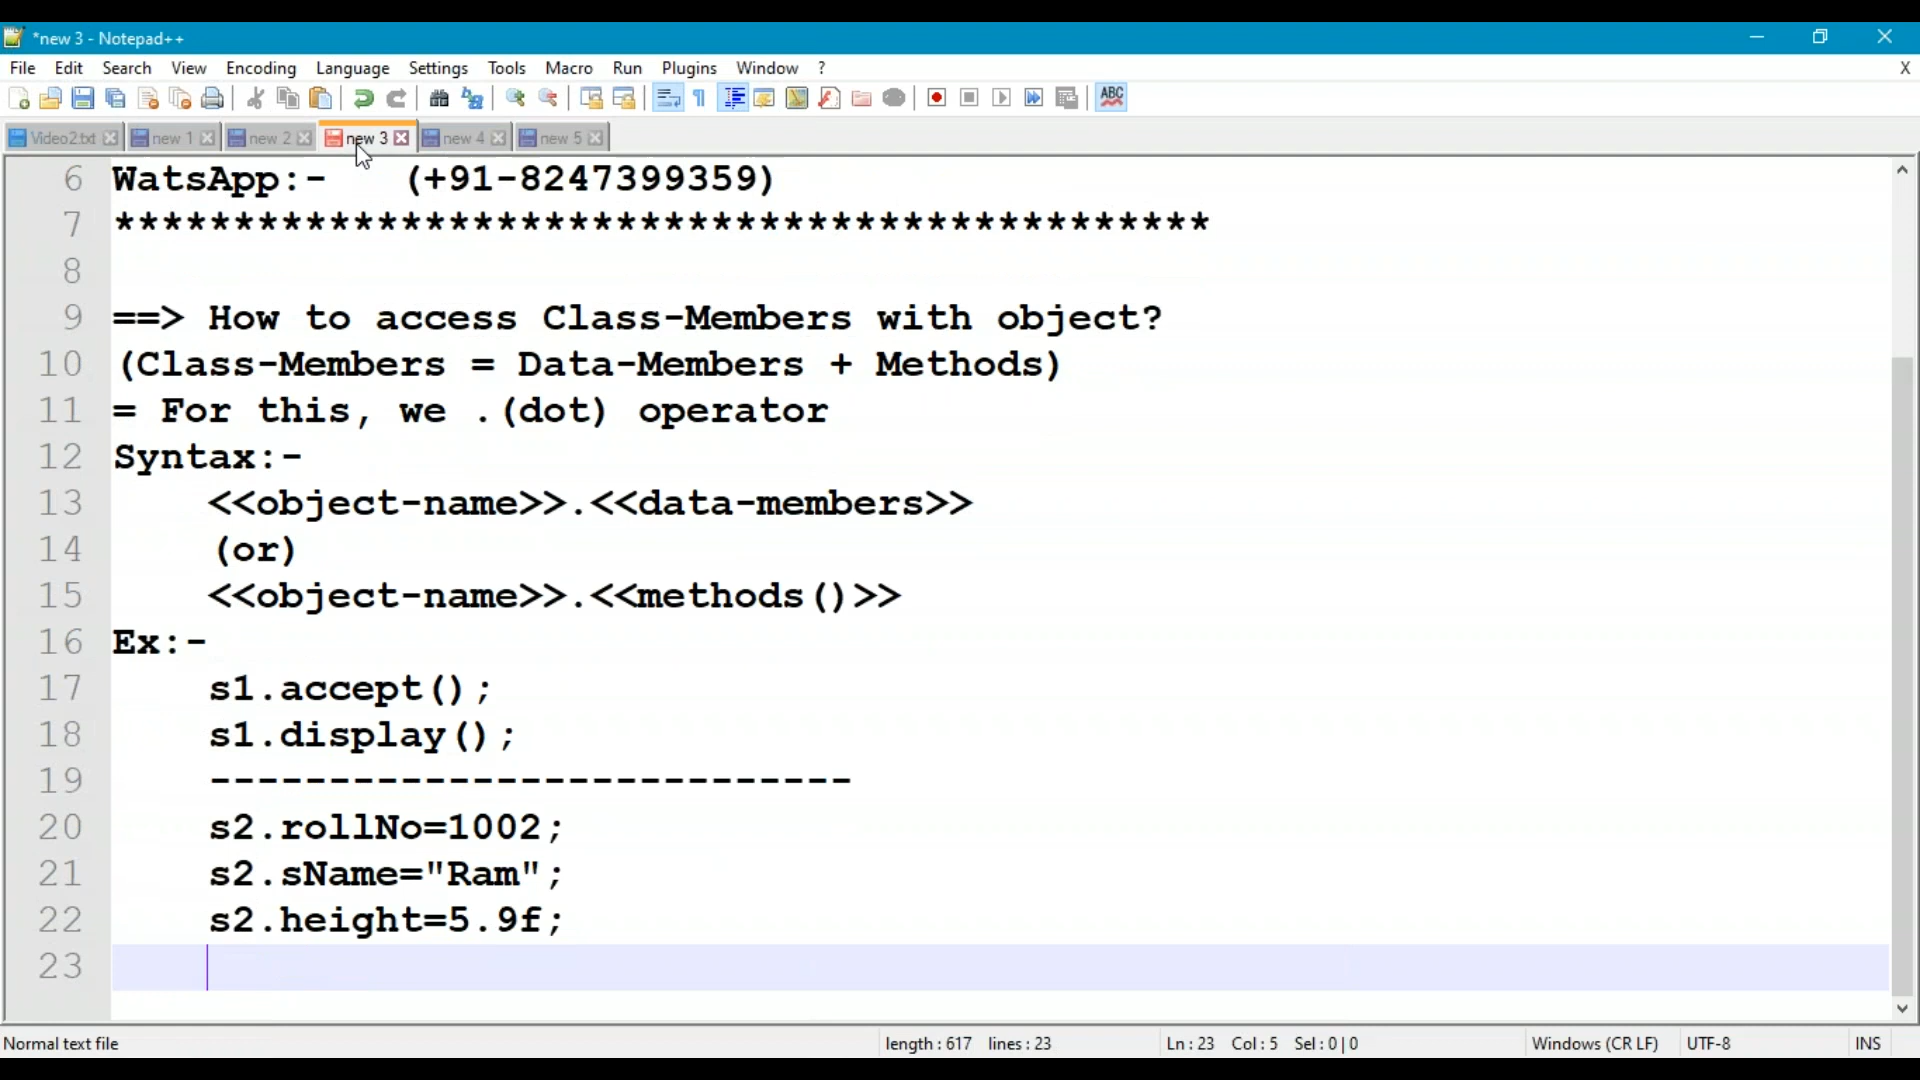 *new 3 - Notepad++
File Edit Search View Encoding Language Settings Tools Macro Run Plugins Window ? X
ABC
Video2.txt new 1 new 2 new 3 new 4 new 5
6 WatsApp:- (+91-8247399359)
7 **********************************************
8
9 ==> How to access Class-Members with object?
10 (Class-Members = Data-Members + Methods)
11 = For this, we .(dot) operator
12 Syntax:-
13 <<object-name>>.<<data-members>>
14 (or)
15 <<object-name>>.<<methods()>>
16 Ex:-
17 s1.accept();
18 s1.display();
19 ---------------------------
20 s2.rollNo=1002;
21 s2.sName="Ram";
22 s2.height=5.9f;
23
Normal text file length : 617 lines : 23 Ln : 23 Col : 5 Sel : 0 | 0 Windows (CR LF) UTF-8 INS